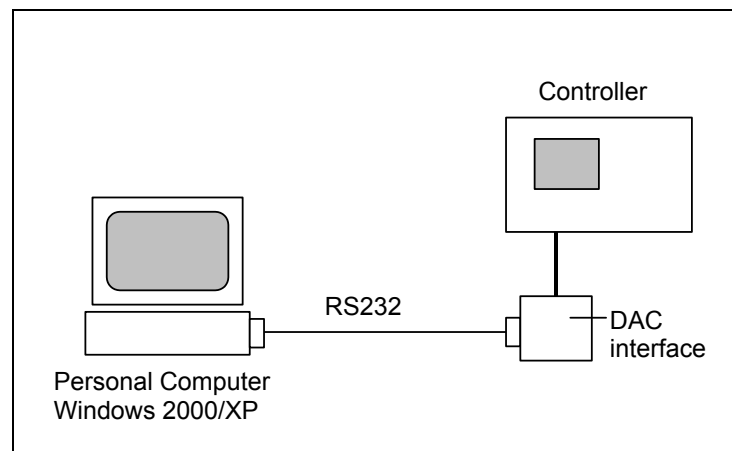 Controller
RS232
DAC
interface
Personal Computer
Windows 2000/XP